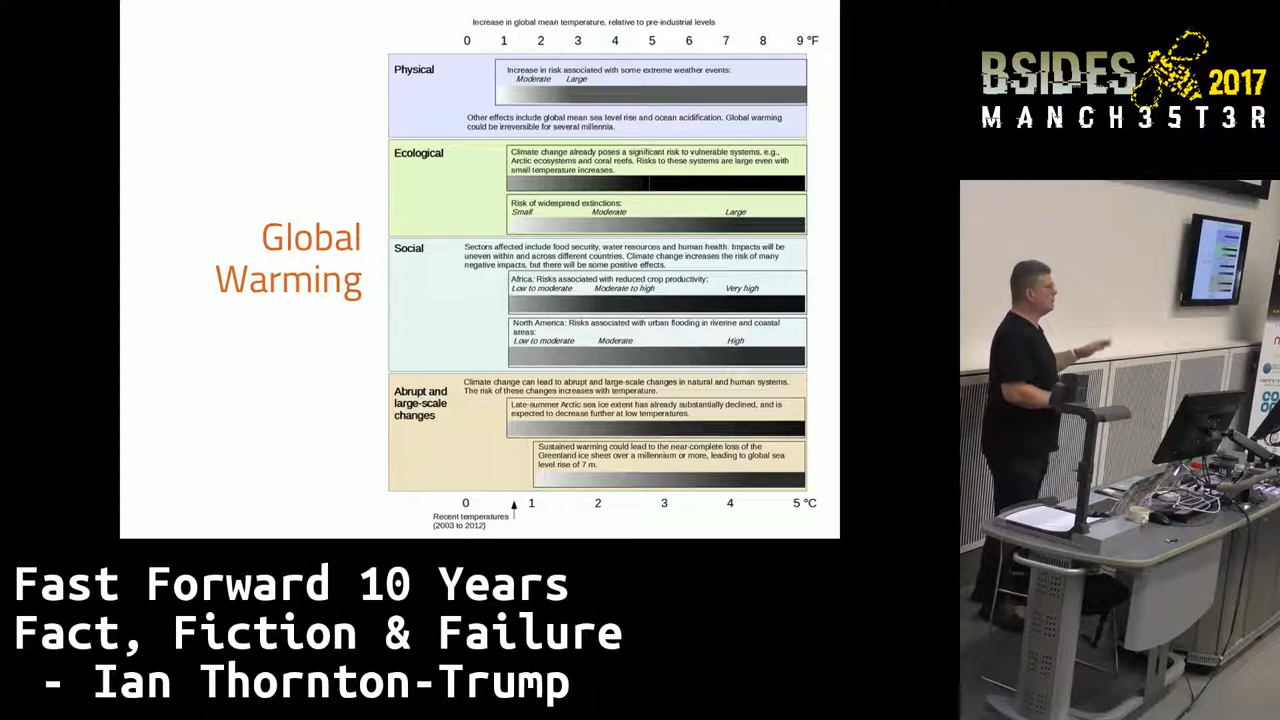 Increase in global mean temperature, relative to pre-industrial levels
0 1 2 3 4 5 6 7 8 9 °F
Physical
Increase in risk associated with some extreme weather events:
Moderate Large
Other effects include global mean sea level rise and ocean acidification. Global warming
could be irreversible for several millennia.
Ecological
Climate change already poses a significant risk to vulnerable systems, e.g.,
Arctic ecosystems and coral reefs. Risks to these systems are large even with
small temperature increases.
Risk of widespread extinctions:
Small Moderate Large
Global
Warming
Social
Sectors affected include food security, water resources and human health. Impacts will be
uneven within and across different countries. Climate change increases the risk of many
negative impacts, but there will be some positive effects.
Africa: Risks associated with reduced crop productivity:
Low to moderate Moderate to high Very high
North America: Risks associated with urban flooding in riverine and coastal
areas:
Low to moderate Moderate High
Abrupt and
large-scale
changes
Climate change can lead to abrupt and large-scale changes in natural and human systems.
The risk of these changes increases with temperature.
Late-summer Arctic sea ice extent has already substantially declined, and is
expected to decrease further at low temperatures.
Sustained warming could lead to the near-complete loss of the
Greenland ice sheet over a millennium or more, leading to global sea
level rise of 7 m.
0 1 2 3 4 5 °C
Recent temperatures
(2003 to 2012)
BSIDES 2017
MANCH35T3R
Fast Forward 10 Years
Fact, Fiction & Failure
- Ian Thornton-Trump